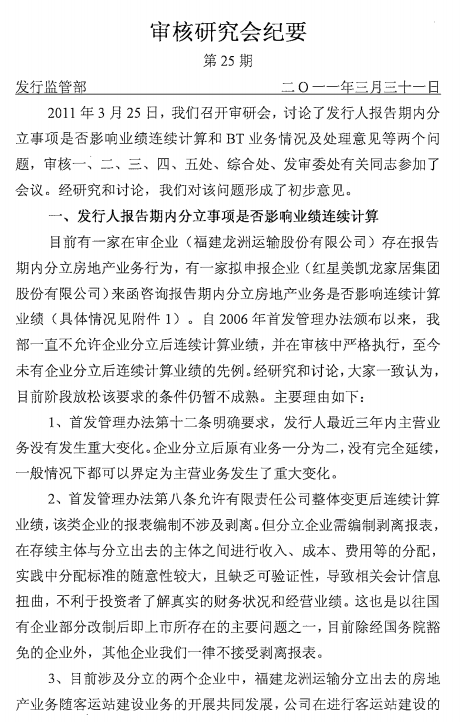 审核研究会纪要
第 25 期
发行监管部 二〇一一年三月三十一日
2011 年 3 月 25 日，我们召开审研会，讨论了发行人报告期内分
立事项是否影响业绩连续计算和 BT 业务情况及处理意见等两个问
题，审核一、二、三、四、五处、综合处、发审委处有关同志参加了
会议。经研究和讨论，我们对该问题形成了初步意见。
一、发行人报告期内分立事项是否影响业绩连续计算
目前有一家在审企业（福建龙洲运输股份有限公司）存在报告
期内分立房地产业务行为，有一家拟申报企业（红星美凯龙家居集团
股份有限公司）来函咨询报告期内分立房地产业务是否影响连续计算
业绩（具体情况见附件 1）。自 2006 年首发管理办法颁布以来，我
部一直不允许企业分立后连续计算业绩，并在审核中严格执行，至今
未有企业分立后连续计算业绩的先例。经研究和讨论，大家一致认为，
目前阶段放松该要求的条件仍暂不成熟。主要理由如下：
1、首发管理办法第十二条明确要求，发行人最近三年内主营业
务没有发生重大变化。企业分立后原有业务一分为二，没有完全延续，
一般情况下都可以界定为主营业务发生了重大变化。
2、首发管理办法第八条允许有限责任公司整体变更后连续计算
业绩，该类企业的报表编制不涉及剥离。但分立企业需编制剥离报表，
在存续主体与分立出去的主体之间进行收入、成本、费用等的分配，
实践中分配标准的随意性较大，且缺乏可验证性，导致相关会计信息
扭曲，不利于投资者了解真实的财务状况和经营业绩。这也是以往国
有企业部分改制后即上市所存在的主要问题之一，目前除经国务院豁
免的企业外，其他企业我们一律不接受剥离报表。
3、目前涉及分立的两个企业中，福建龙洲运输分立出去的房地
产业务随客运站建设业务的开展共同发展，公司在进行客运站建设的